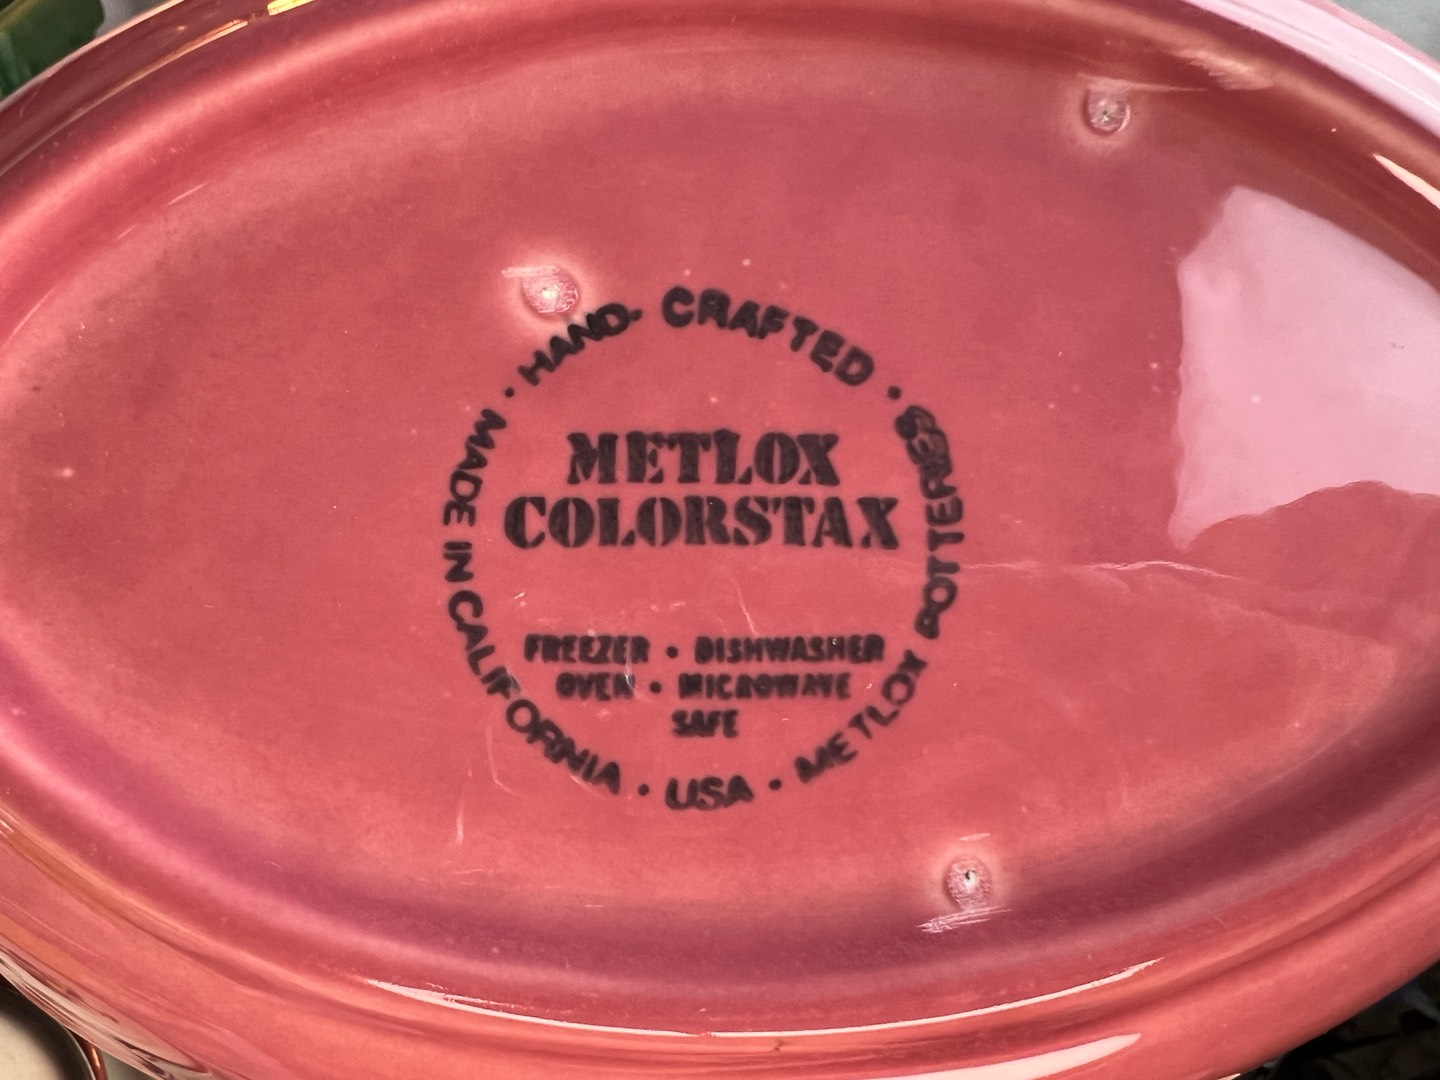 MADE IN CALIFORNIA · HAND-CRAFTED · METLOX POTTERIES · USA ·
METLOX
COLORSTAX
FREEZER · DISHWASHER
OVEN · MICROWAVE
SAFE